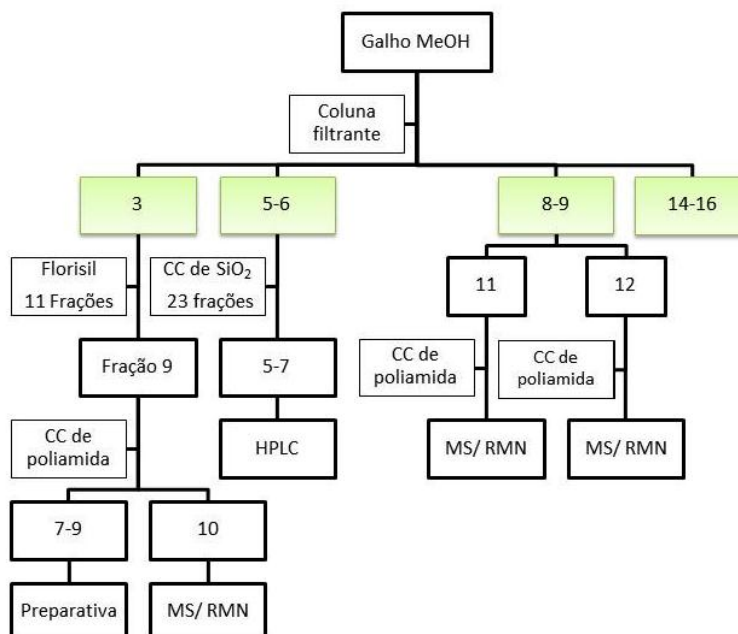 Galho MeOH
Coluna
filtrante
3
5-6
8-9
14-16
Florisil
11 Frações
CC de SiO₂
23 frações
11
12
Fração 9
5-7
CC de
poliamida
CC de
poliamida
CC de
poliamida
HPLC
MS/ RMN
MS/ RMN
7-9
10
Preparativa
MS/ RMN